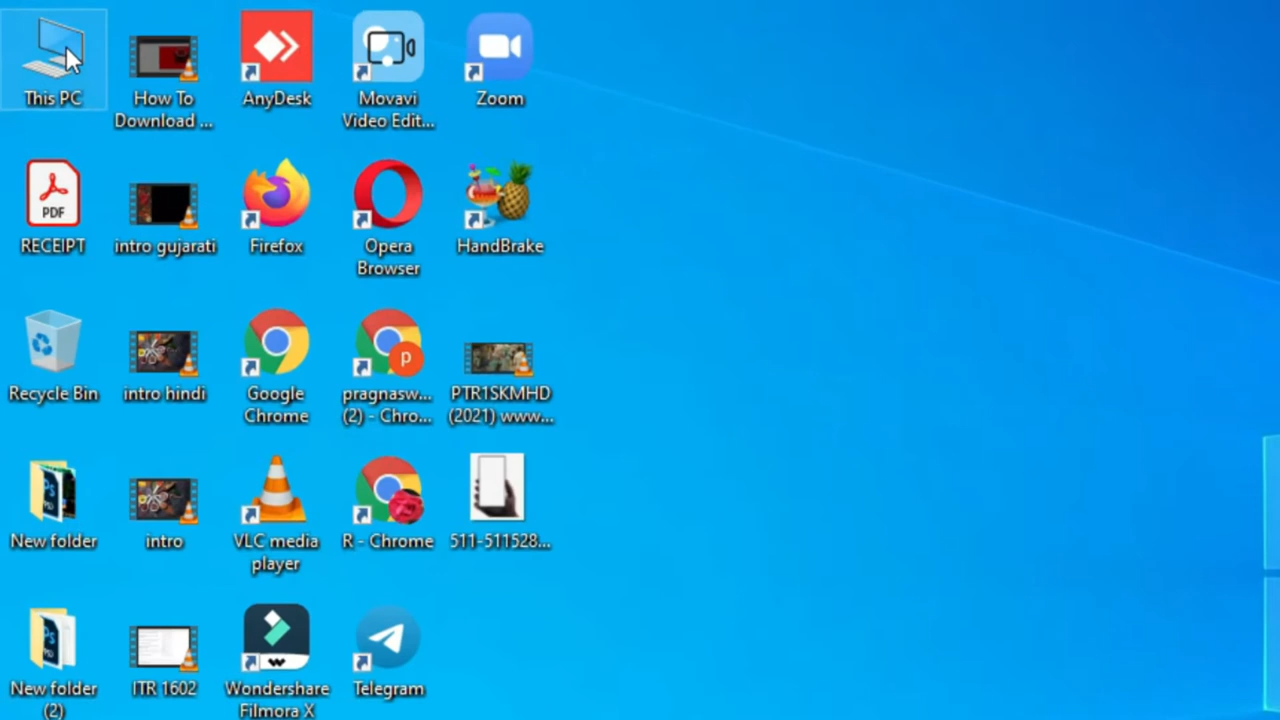 This PC
How To
Download ...
AnyDesk
Movavi
Video Edit...
Zoom
PDF
RECEIPT
intro gujarati
Firefox
Opera
Browser
HandBrake
Recycle Bin
intro hindi
Google
Chrome
p
pragnasw...
(2) - Chro...
PTR1SKMHD
(2021) www...
New folder
intro
VLC media
player
R - Chrome
511-511528...
New folder
(2)
ITR 1602
Wondershare
Filmora X
Telegram